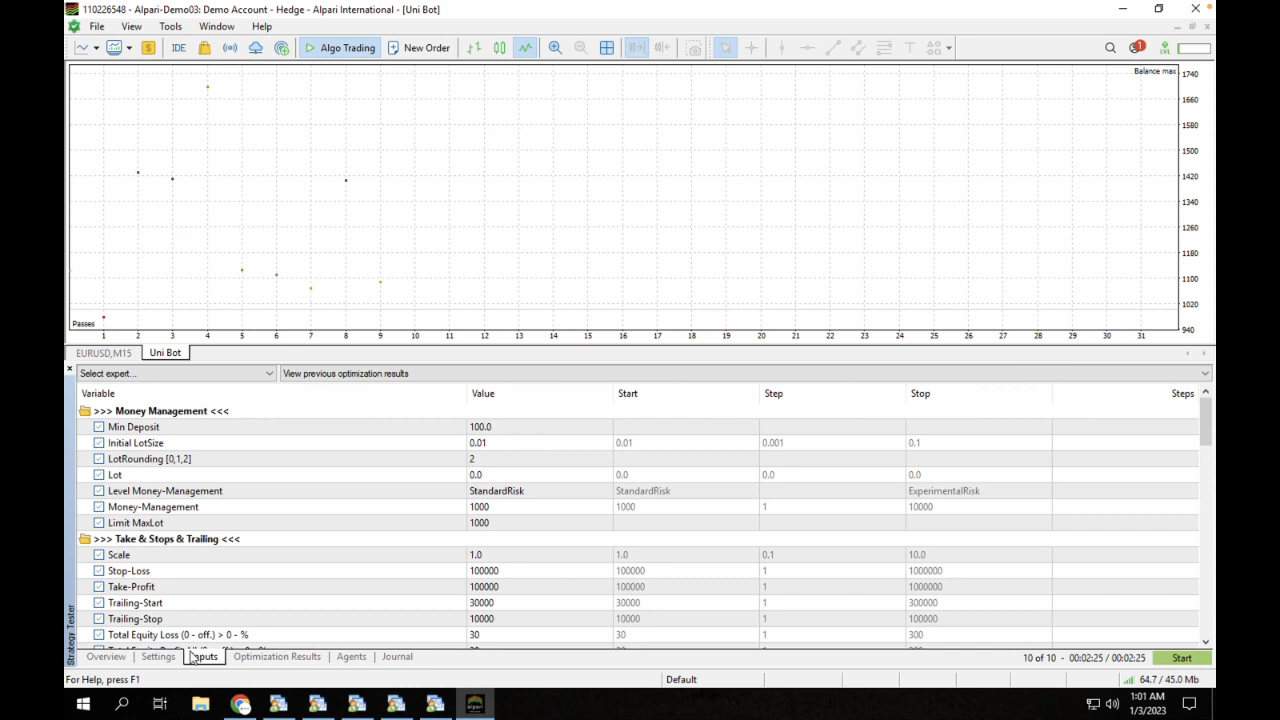 110226548 - Alpari-Demo03: Demo Account - Hedge - Alpari International - [Uni Bot]
File View Tools Window Help
IDE Algo Trading New Order 1 LVL
Balance max
1740
1660
1580
1500
1420
1340
1260
1180
1100
1020
940
Passes
1 2 3 4 5 6 7 8 9 10 11 12 13 14 15 16 17 18 19 20 21 22 23 24 25 26 27 28 29 30 31
EURUSD,M15 Uni Bot
Select expert... View previous optimization results
Variable Value Start Step Stop Steps
>>> Money Management <<<
Min Deposit 100.0
Initial LotSize 0.01 0.01 0.001 0.1
LotRounding [0,1,2] 2
Lot 0.0 0.0 0.0 0.0
Level Money-Management StandardRisk StandardRisk ExperimentalRisk
Money-Management 1000 1000 1 10000
Limit MaxLot 1000
>>> Take & Stops & Trailing <<<
Scale 1.0 1.0 0.1 10.0
Stop-Loss 100000 100000 1 1000000
Take-Profit 100000 100000 1 1000000
Trailing-Start 30000 30000 1 300000
Trailing-Stop 10000 10000 1 100000
Total Equity Loss (0 - off.) > 0 - % 30 30 1 300
Strategy Tester
Overview Settings Inputs Optimization Results Agents Journal 10 of 10 - 00:02:25 / 00:02:25 Start
For Help, press F1 Default 64.7 / 45.0 Mb
alpari
1:01 AM
1/3/2023